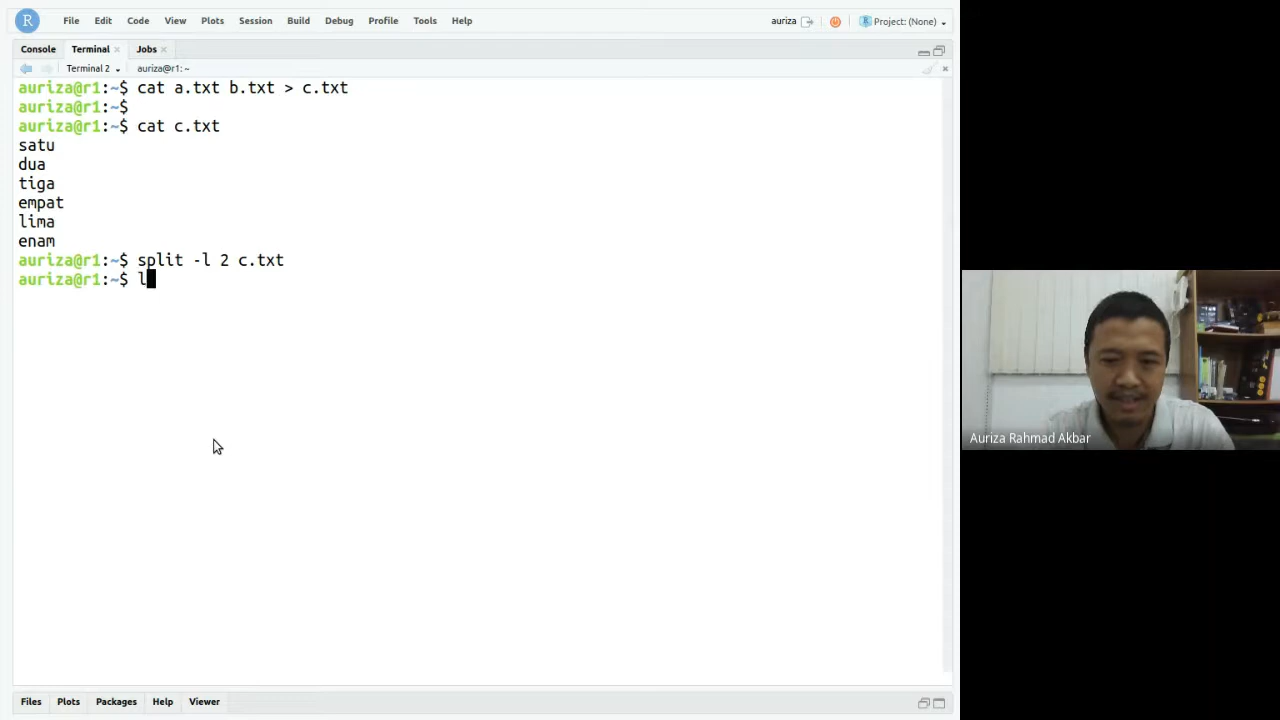 R File Edit Code View Plots Session Build Debug Profile Tools Help auriza R Project: (None)
Console Terminal Jobs
Terminal 2 auriza@r1: ~
auriza@r1:~$ cat a.txt b.txt > c.txt
auriza@r1:~$
auriza@r1:~$ cat c.txt
satu
dua
tiga
empat
lima
enam
auriza@r1:~$ split -l 2 c.txt
auriza@r1:~$ l
Auriza Rahmad Akbar
Files Plots Packages Help Viewer